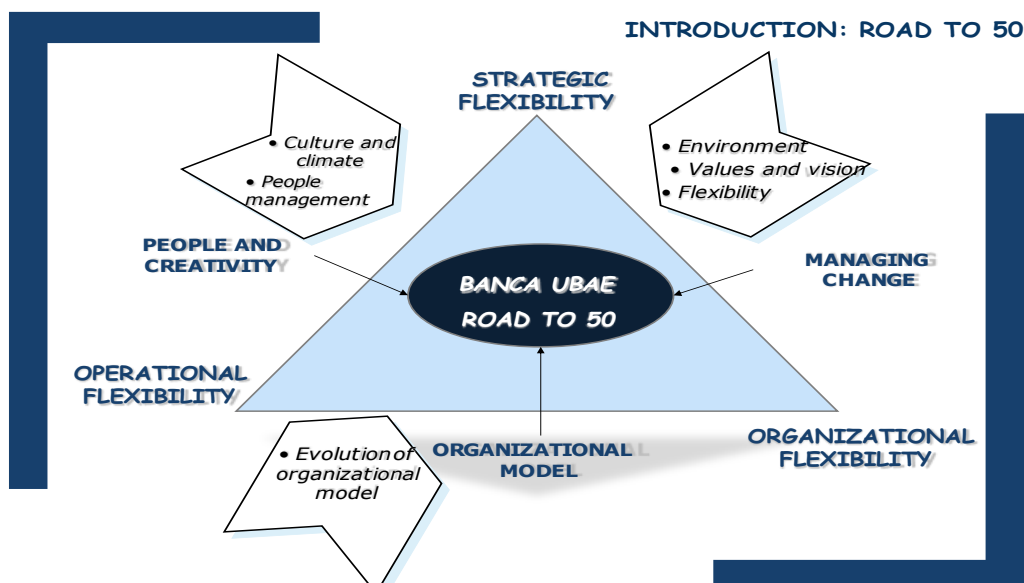 INTRODUCTION: ROAD TO 50
STRATEGIC
FLEXIBILITY
• Culture and
climate
• People
management
• Environment
• Values and vision
• Flexibility
PEOPLE AND
CREATIVITY
MANAGING
CHANGE
BANCA UBAE
ROAD TO 50
OPERATIONAL
FLEXIBILITY
• Evolution of
organizational
model
ORGANIZATIONAL
MODEL
ORGANIZATIONAL
FLEXIBILITY